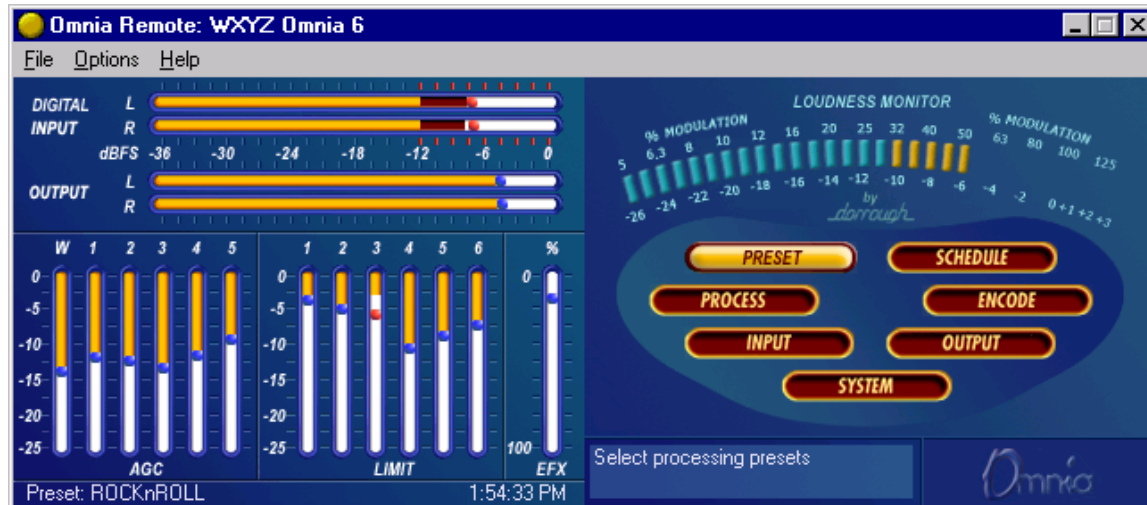 Omnia Remote: WXYZ Omnia 6
File Options Help
DIGITAL INPUT L
R
dBFS -36 -30 -24 -18 -12 -6 0
OUTPUT L
R
W 1 2 3 4 5
0
-5
-10
-15
-20
-25
AGC
1 2 3 4 5 6
0
-5
-10
-15
-20
-25
LIMIT
%
0
100
EFX
Preset: ROCKnROLL 1:54:33 PM
LOUDNESS MONITOR
% MODULATION % MODULATION
5 6.3 8 10 12 16 20 25 32 40 50 63 80 100 125
-26 -24 -22 -20 -18 -16 -14 -12 -10 -8 -6 -4 -2 0 +1 +2 +3
by
dorrough
PRESET SCHEDULE
PROCESS ENCODE
INPUT OUTPUT
SYSTEM
Select processing presets
Omnia